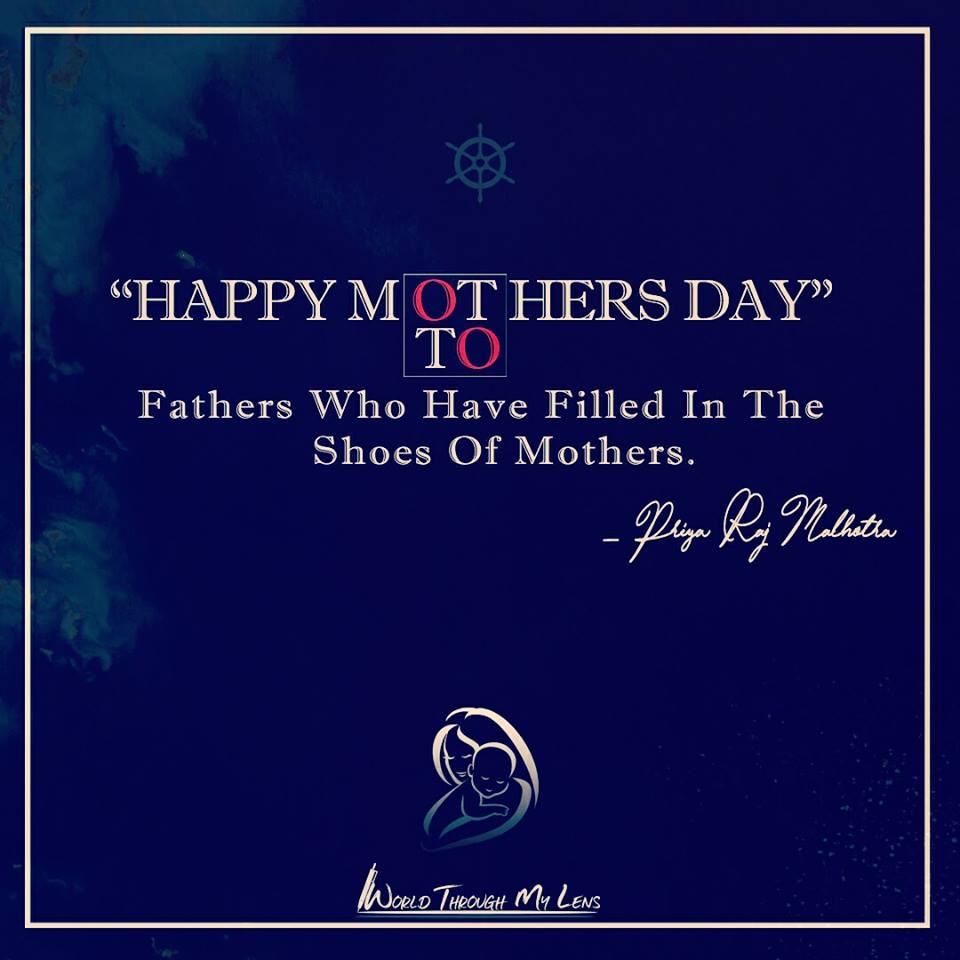 “HAPPY MOTHERS DAY”
TO
Fathers Who Have Filled In The
Shoes Of Mothers.
_ Priya Raj Malhotra
WORLD THROUGH MY LENS